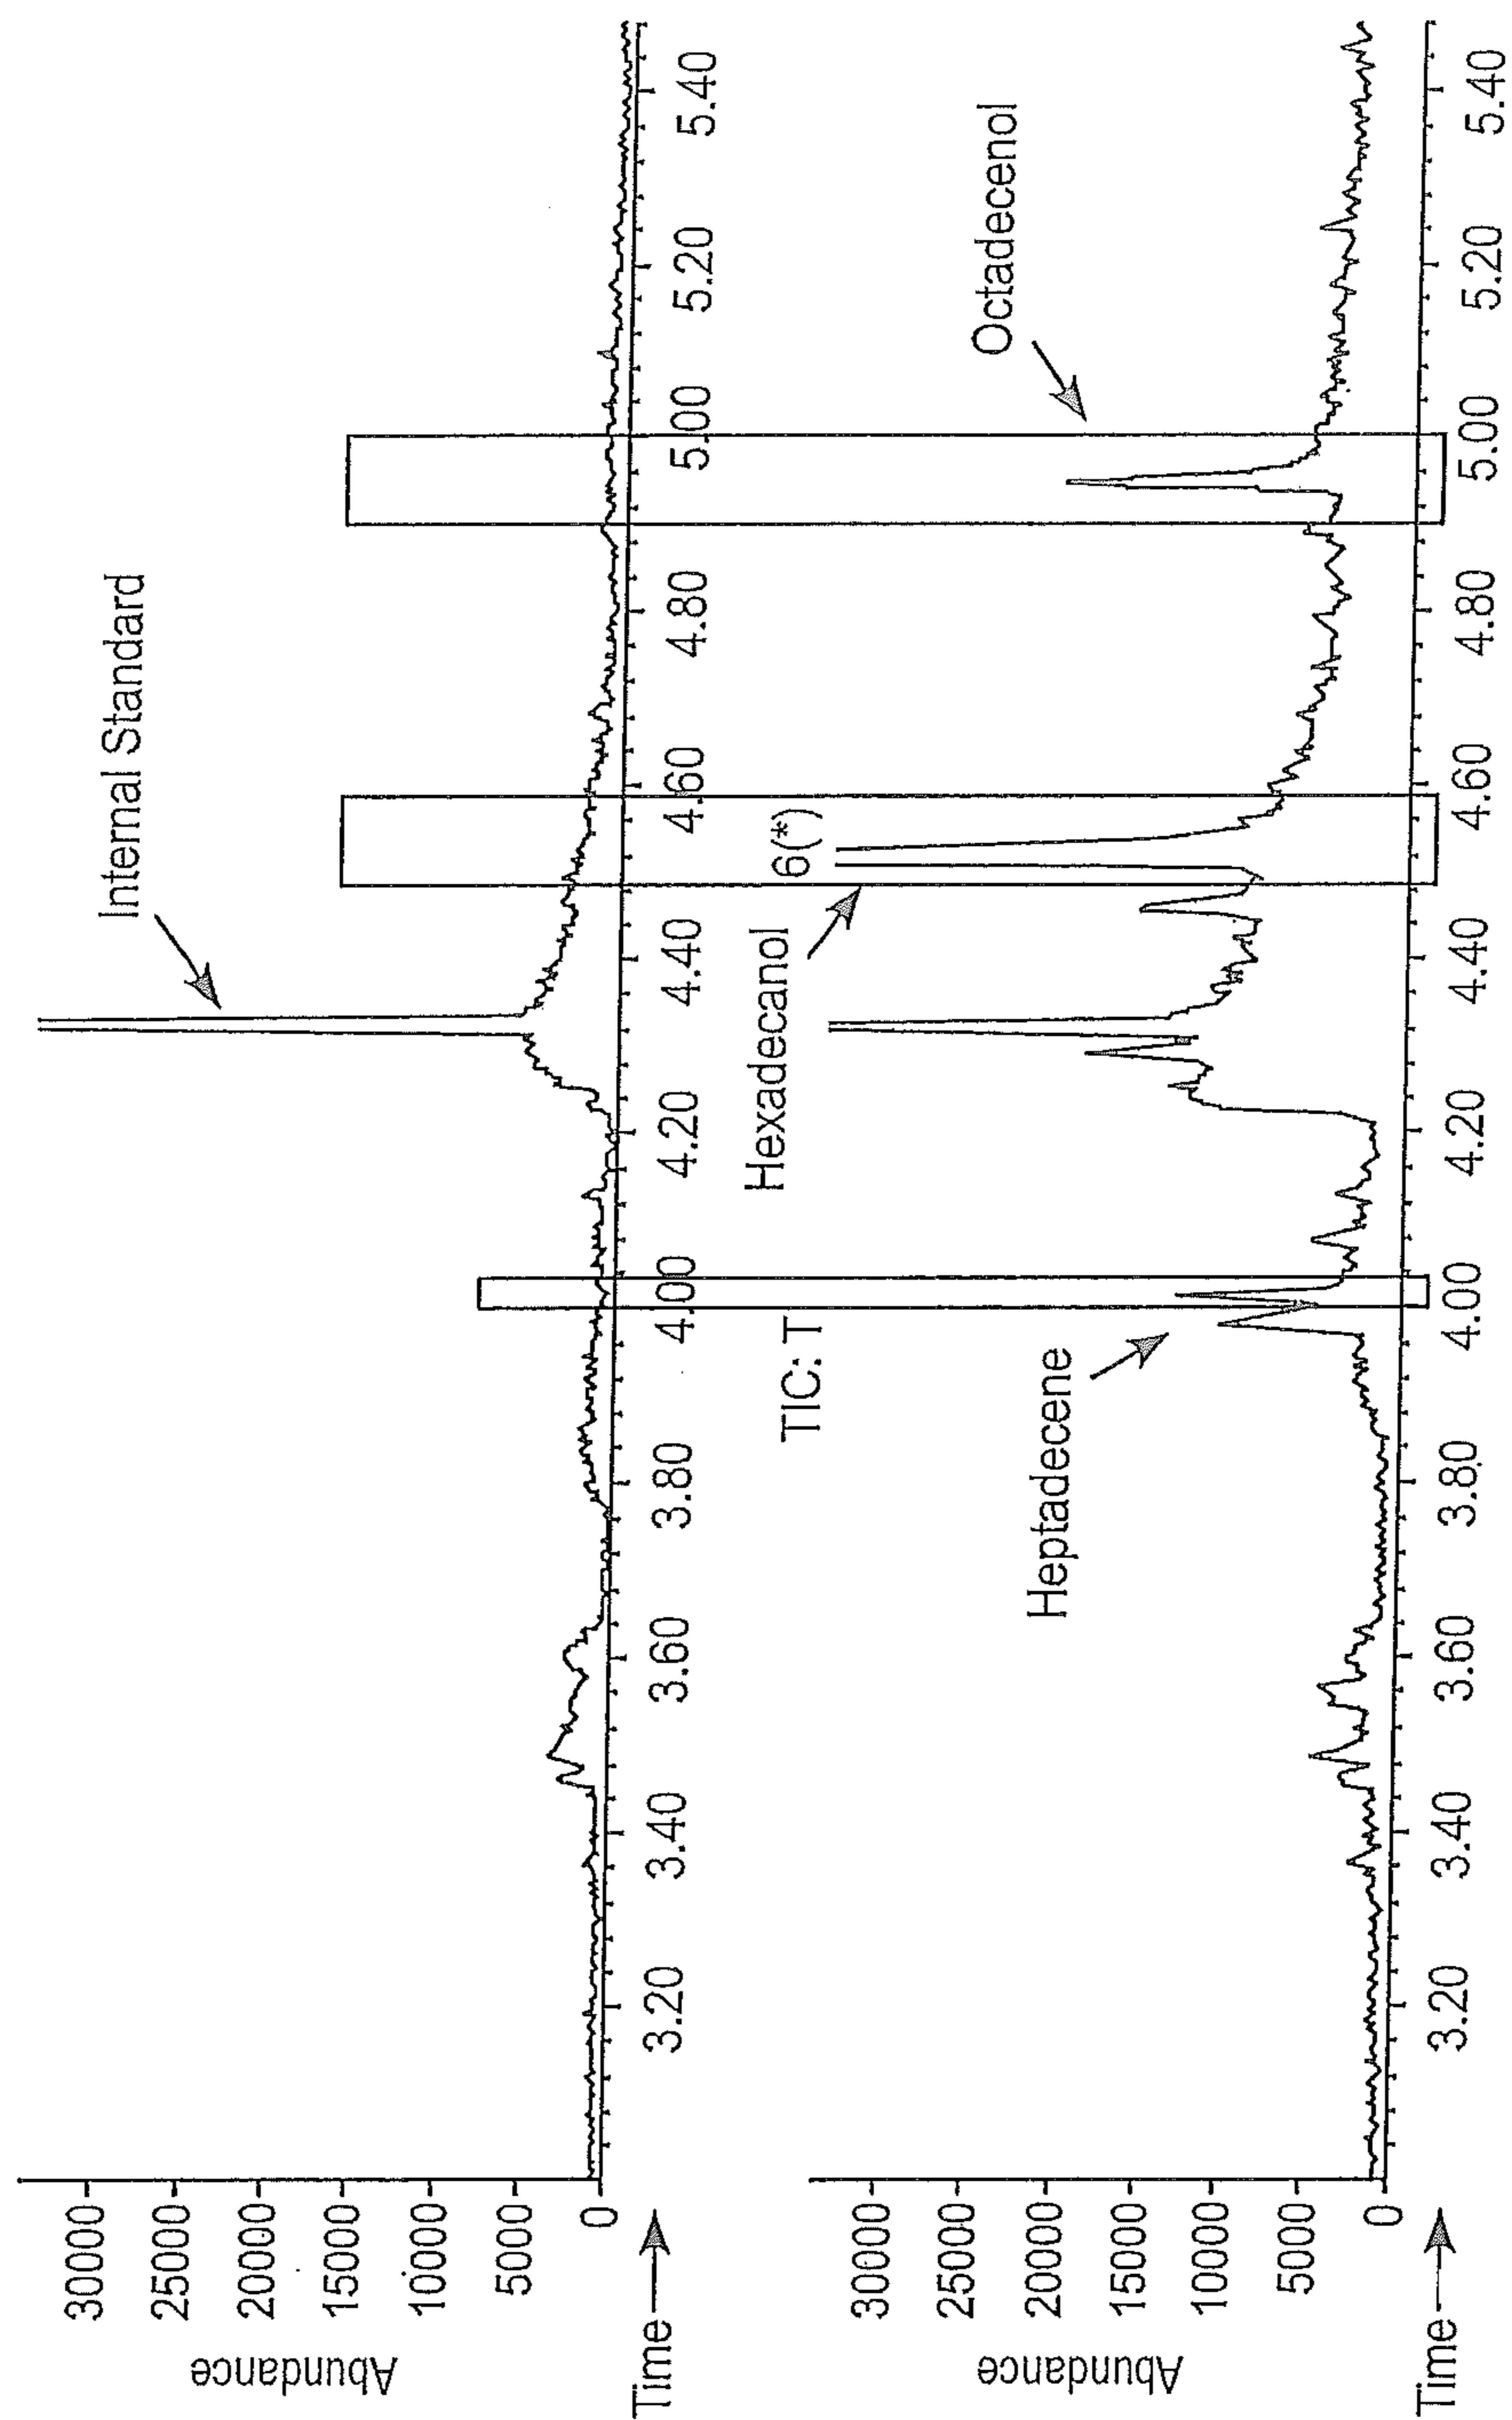 Abundance
30000
25000
20000
15000
10000
5000
0
Internal Standard
Time
3.20 3.40 3.60 3.80 4.00 4.20 4.40 4.60 4.80 5.00 5.20 5.40
TIC: T
Abundance
30000
25000
20000
15000
10000
5000
0
Heptadecene
Hexadecanol
6(*)
Octadecenol
Time
3.20 3.40 3.60 3.80 4.00 4.20 4.40 4.60 4.80 5.00 5.20 5.40